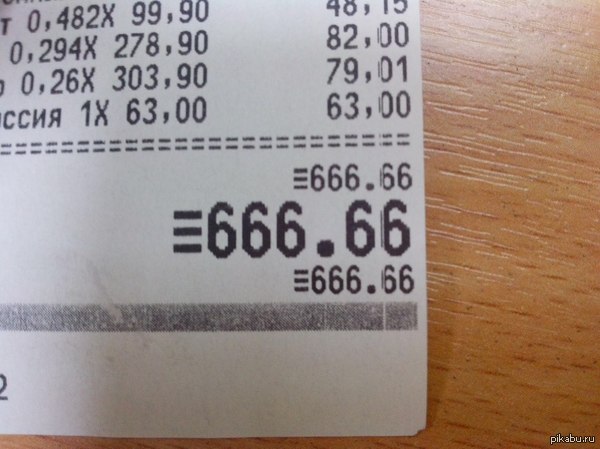 т 0,482X 99,90 48,15
0,294X 278,90 82,00
0,26X 303,90 79,01
ссия 1X 63,00 63,00
≡666.66
≡666.66
≡666.66
2
pikabu.ru